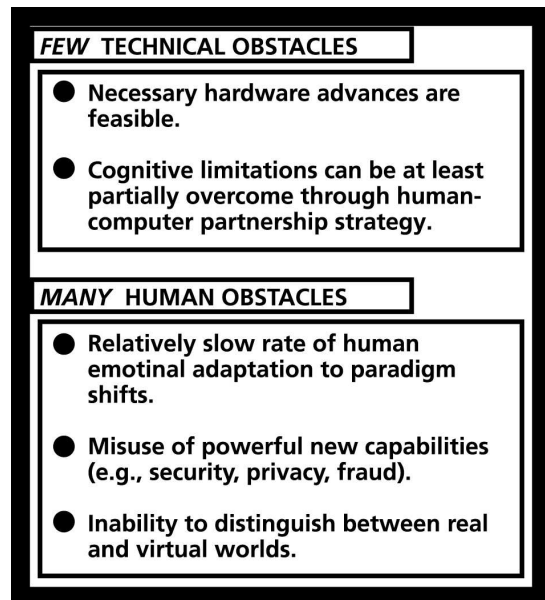 FEW TECHNICAL OBSTACLES
● Necessary hardware advances are
feasible.
● Cognitive limitations can be at least
partially overcome through human-
computer partnership strategy.
MANY HUMAN OBSTACLES
● Relatively slow rate of human
emotinal adaptation to paradigm
shifts.
● Misuse of powerful new capabilities
(e.g., security, privacy, fraud).
● Inability to distinguish between real
and virtual worlds.